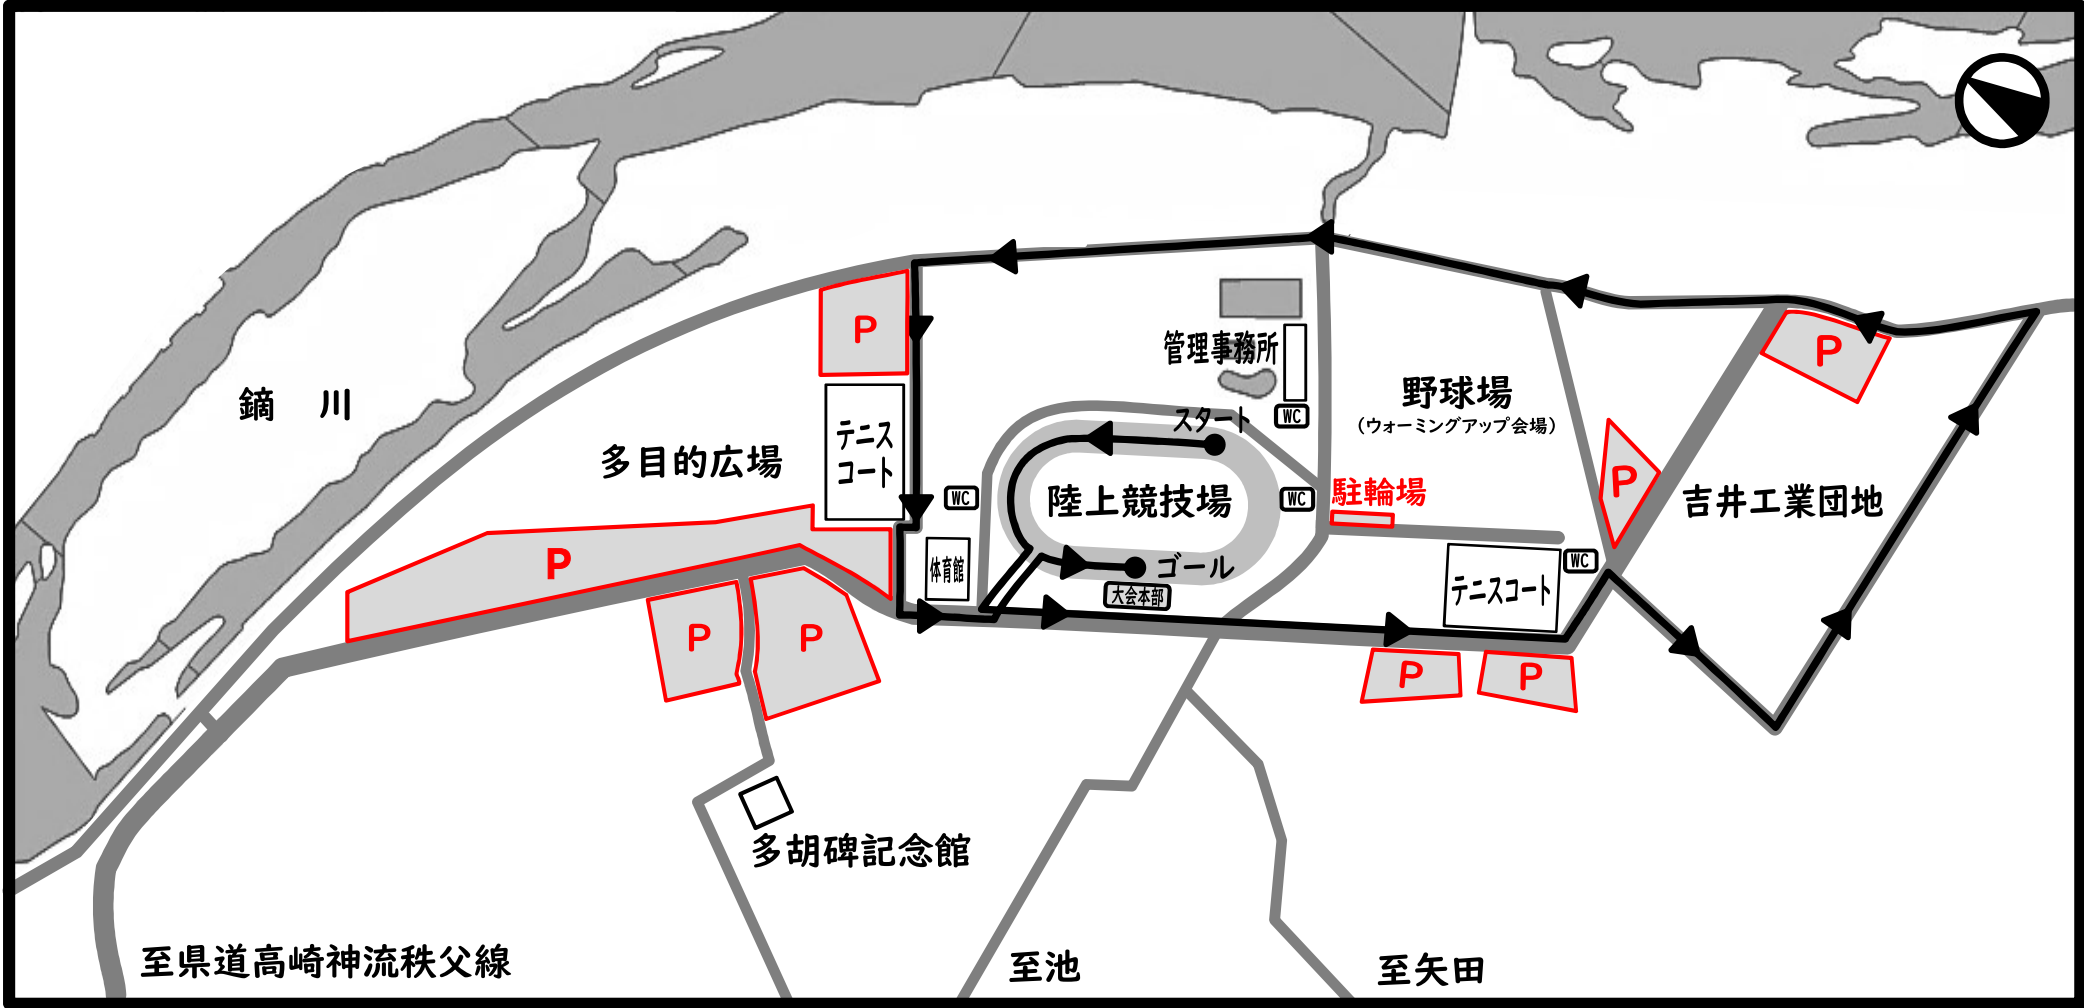 P
P
管理事務所
鏑 川
野球場
(ウォーミングアップ会場)
WC
スタート
テニス
コート
多目的広場
P
駐輪場
WC
WC
陸上競技場
吉井工業団地
P
体育館
WC
ゴール
大会本部
テニスコート
P
P
P
P
多胡碑記念館
至県道高崎神流秩父線
至池
至矢田